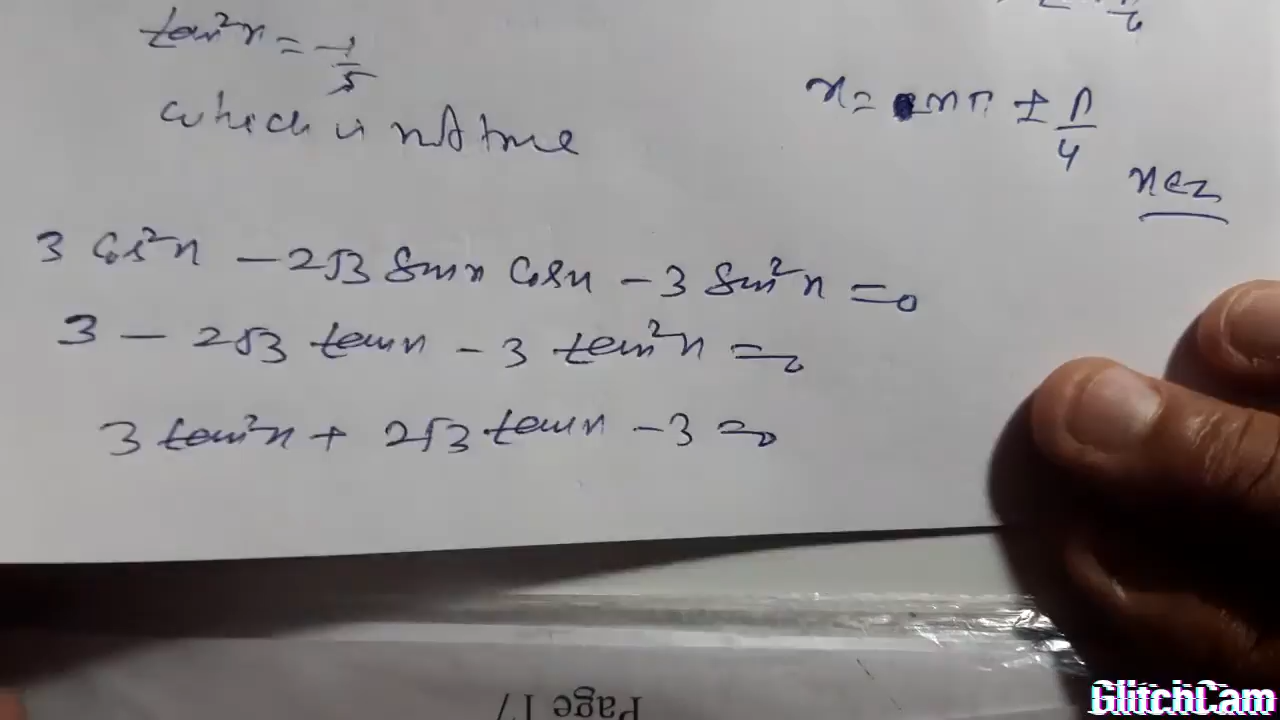 tan²x = -1/5
which is not true
x = nπ ± π/4
n∈Z
3 cos²x - 2√3 sinx cosx - 3 sin²x = 0
3 - 2√3 tanx - 3 tan²x = 0
3 tan²x + 2√3 tanx - 3 = 0
Page 17
GlitchCam